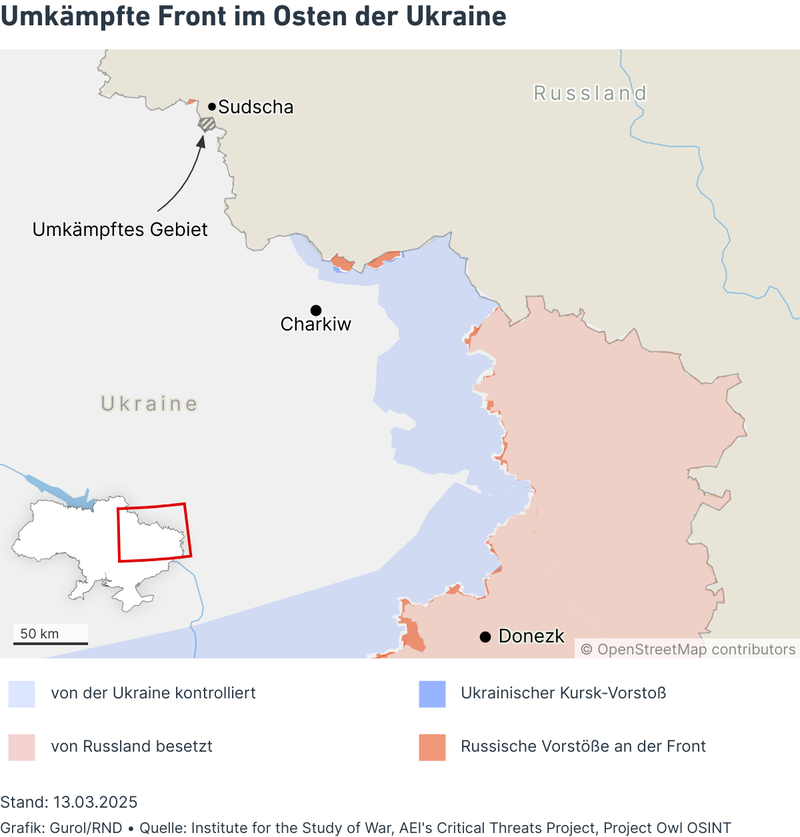 Umkämpfte Front im Osten der Ukraine
Russland
Sudscha
Umkämpftes Gebiet
Charkiw
Ukraine
50 km
Donezk
© OpenStreetMap contributors
von der Ukraine kontrolliert
Ukrainischer Kursk-Vorstoß
von Russland besetzt
Russische Vorstöße an der Front
Stand: 13.03.2025
Grafik: Gurol/RND • Quelle: Institute for the Study of War, AEI's Critical Threats Project, Project Owl OSINT